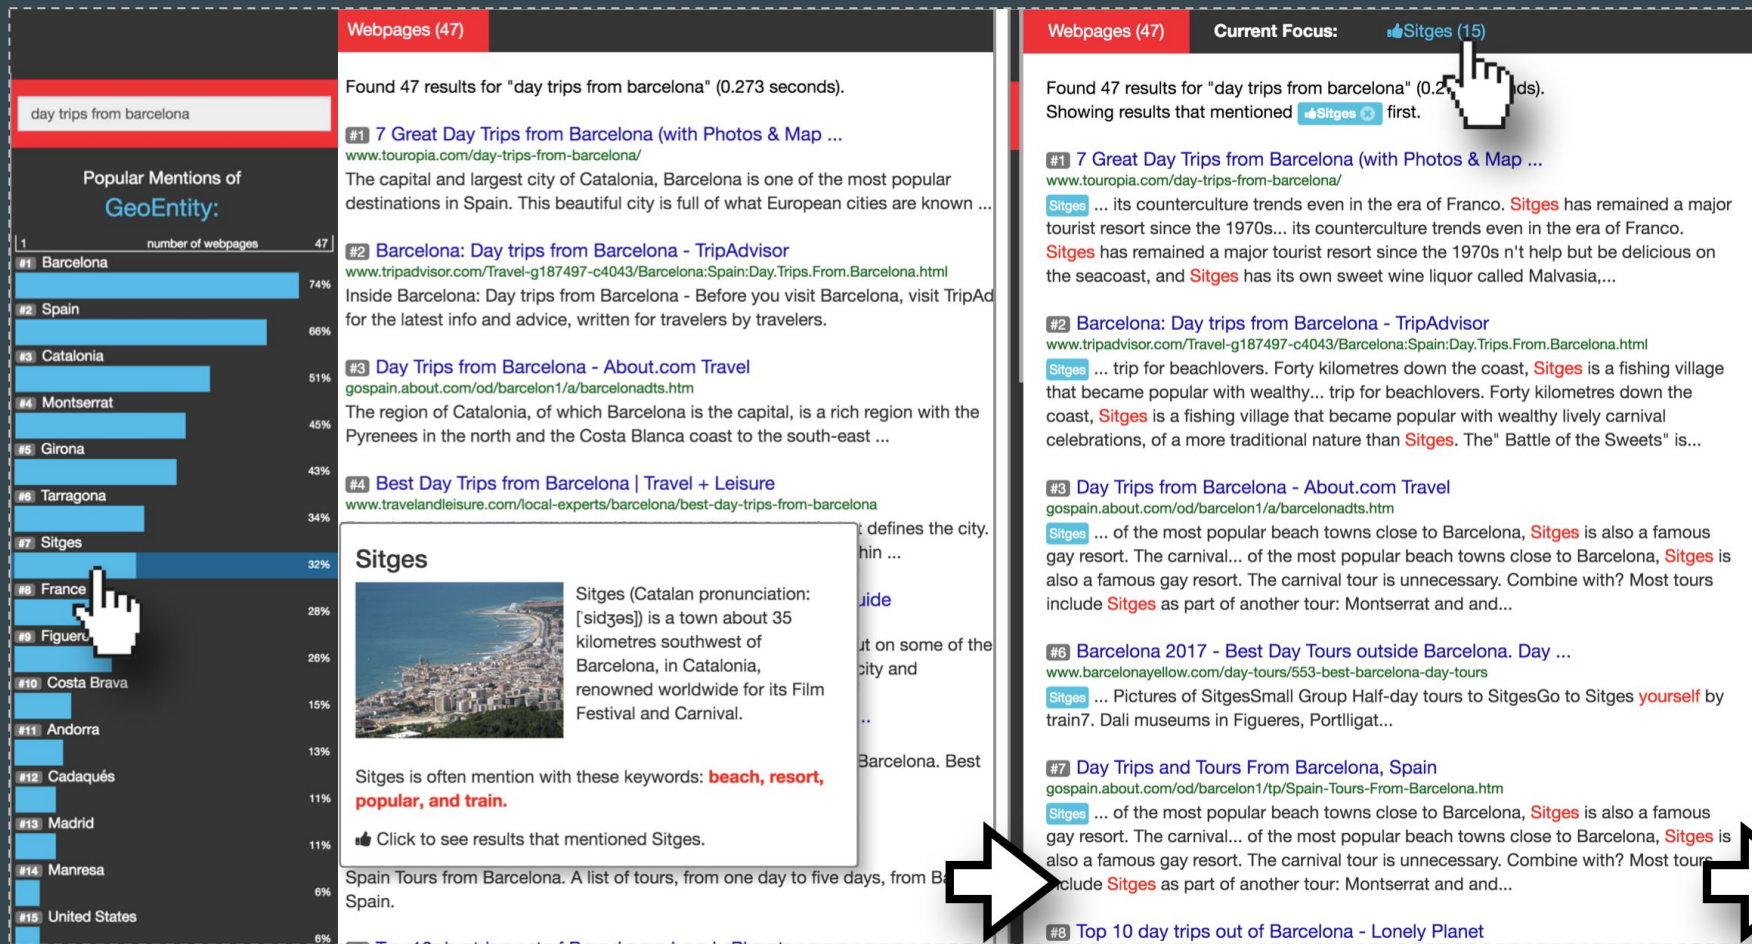 day trips from barcelona
Popular Mentions of
GeoEntity:
1 number of webpages 47
#1 Barcelona
74%
#2 Spain
66%
#3 Catalonia
51%
#4 Montserrat
45%
#5 Girona
43%
#6 Tarragona
34%
#7 Sitges
32%
#8 France
28%
#9
26%
#10 Costa Brava
15%
#11 Andorra
13%
#12 Cadaqués
11%
#13 Madrid
11%
#14 Manresa
6%
#15 United States
6%
Webpages (47)
Found 47 results for "day trips from barcelona" (0.273 seconds).
#1 7 Great Day Trips from Barcelona (with Photos & Map ...
www.touropia.com/day-trips-from-barcelona/
The capital and largest city of Catalonia, Barcelona is one of the most popular
destinations in Spain. This beautiful city is full of what European cities are known ...
#2 Barcelona: Day trips from Barcelona - TripAdvisor
www.tripadvisor.com/Travel-g187497-c4043/Barcelona:Spain:Day.Trips.From.Barcelona.html
Inside Barcelona: Day trips from Barcelona - Before you visit Barcelona, visit TripAd
for the latest info and advice, written for travelers by travelers.
#3 Day Trips from Barcelona - About.com Travel
gospain.about.com/od/barcelon1/a/barcelonadts.htm
The region of Catalonia, of which Barcelona is the capital, is a rich region with the
Pyrenees in the north and the Costa Blanca coast to the south-east ...
#4 Best Day Trips from Barcelona | Travel + Leisure
www.travelandleisure.com/local-experts/barcelona/best-day-trips-from-barcelona
t defines the city.
hin ...
uide
ut on some of the
city and
..
Barcelona. Best
Sitges
Sitges (Catalan pronunciation:
[ˈsidʒəs]) is a town about 35
kilometres southwest of
Barcelona, in Catalonia,
renowned worldwide for its Film
Festival and Carnival.
Sitges is often mention with these keywords: beach, resort,
popular, and train.
Click to see results that mentioned Sitges.
Spain Tours from Barcelona. A list of tours, from one day to five days, from Ba
Spain.
Webpages (47) Current Focus: Sitges (15)
Found 47 results for "day trips from barcelona" (0.2 ds).
Showing results that mentioned Sitges first.
#1 7 Great Day Trips from Barcelona (with Photos & Map ...
www.touropia.com/day-trips-from-barcelona/
Sitges ... its counterculture trends even in the era of Franco. Sitges has remained a major
tourist resort since the 1970s... its counterculture trends even in the era of Franco.
Sitges has remained a major tourist resort since the 1970s n't help but be delicious on
the seacoast, and Sitges has its own sweet wine liquor called Malvasia,...
#2 Barcelona: Day trips from Barcelona - TripAdvisor
www.tripadvisor.com/Travel-g187497-c4043/Barcelona:Spain:Day.Trips.From.Barcelona.html
Sitges ... trip for beachlovers. Forty kilometres down the coast, Sitges is a fishing village
that became popular with wealthy... trip for beachlovers. Forty kilometres down the
coast, Sitges is a fishing village that became popular with wealthy lively carnival
celebrations, of a more traditional nature than Sitges. The" Battle of the Sweets" is...
#3 Day Trips from Barcelona - About.com Travel
gospain.about.com/od/barcelon1/a/barcelonadts.htm
Sitges ... of the most popular beach towns close to Barcelona, Sitges is also a famous
gay resort. The carnival... of the most popular beach towns close to Barcelona, Sitges is
also a famous gay resort. The carnival tour is unnecessary. Combine with? Most tours
include Sitges as part of another tour: Montserrat and and...
#6 Barcelona 2017 - Best Day Tours outside Barcelona. Day ...
www.barcelonayellow.com/day-tours/553-best-barcelona-day-tours
Sitges ... Pictures of SitgesSmall Group Half-day tours to SitgesGo to Sitges yourself by
train7. Dali museums in Figueres, Portlligat...
#7 Day Trips and Tours From Barcelona, Spain
gospain.about.com/od/barcelon1/tp/Spain-Tours-From-Barcelona.htm
Sitges ... of the most popular beach towns close to Barcelona, Sitges is also a famous
gay resort. The carnival... of the most popular beach towns close to Barcelona, Sitges is
also a famous gay resort. The carnival tour is unnecessary. Combine with? Most tours
clude Sitges as part of another tour: Montserrat and and...
#8 Top 10 day trips out of Barcelona - Lonely Planet